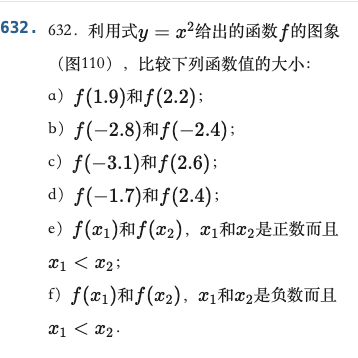 632. 632. 利用式y = x²给出的函数f的图象
（图110）, 比较下列函数值的大小:
a) f(1.9)和f(2.2);
b) f(−2.8)和f(−2.4);
c) f(−3.1)和f(2.6);
d) f(−1.7)和f(2.4);
e) f(x₁)和f(x₂), x₁和x₂是正数而且
x₁ < x₂;
f) f(x₁)和f(x₂), x₁和x₂是负数而且
x₁ < x₂.